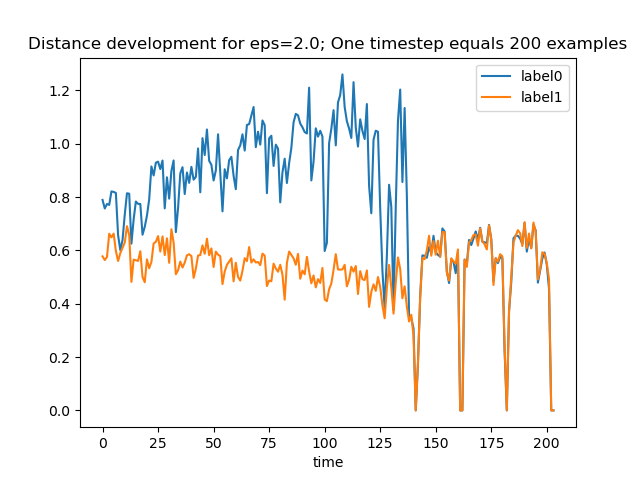 Distance development for eps=2.0; One timestep equals 200 examples
label0
label1
1.2
1.0
0.8
0.6
0.4
0.2
0.0
0 25 50 75 100 125 150 175 200
time